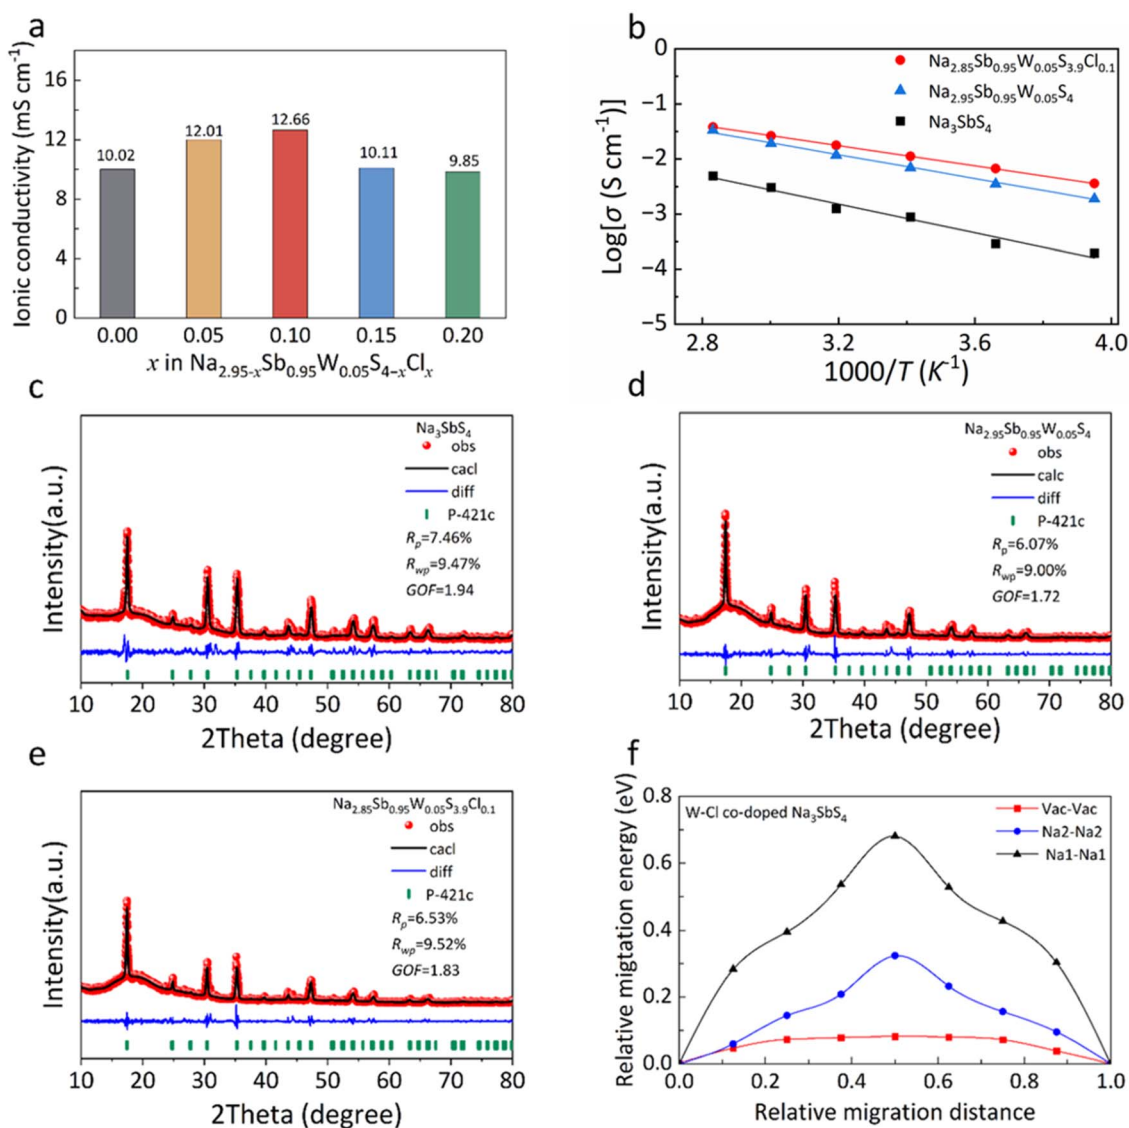 a
Ionic conductivity (mS cm⁻¹)
16
12
8
4
0
10.02
12.01
12.66
10.11
9.85
0.00 0.05 0.10 0.15 0.20
x in Na₂.₉₅₋ₓSb₀.₉₅W₀.₀₅S₄₋ₓClₓ
b
Log[σ (S cm⁻¹)]
0
−1
−2
−3
−4
−5
Na₂.₈₅Sb₀.₉₅W₀.₀₅S₃.₉Cl₀.₁
Na₂.₉₅Sb₀.₉₅W₀.₀₅S₄
Na₃SbS₄
2.8 3.2 3.6 4.0
1000/T (K⁻¹)
c
Intensity(a.u.)
Na₃SbS₄
obs
cacl
diff
P-421c
Rp=7.46%
Rwp=9.47%
GOF=1.94
10 20 30 40 50 60 70 80
2Theta (degree)
d
Intensity(a.u.)
Na₂.₉₅Sb₀.₉₅W₀.₀₅S₄
obs
calc
diff
P-421c
Rp=6.07%
Rwp=9.00%
GOF=1.72
10 20 30 40 50 60 70 80
2Theta (degree)
e
Intensity(a.u.)
Na₂.₈₅Sb₀.₉₅W₀.₀₅S₃.₉Cl₀.₁
obs
cacl
diff
P-421c
Rp=6.53%
Rwp=9.52%
GOF=1.83
10 20 30 40 50 60 70 80
2Theta (degree)
f
Relative migtation energy (eV)
0.8
0.6
0.4
0.2
0.0
W-Cl co-doped Na₃SbS₄
Vac-Vac
Na2-Na2
Na1-Na1
0.0 0.2 0.4 0.6 0.8 1.0
Relative migration distance